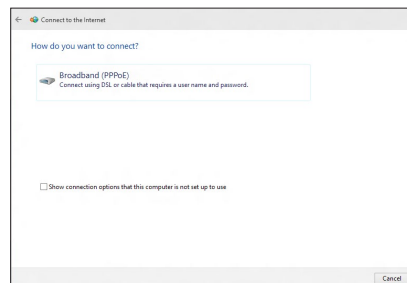 Connect to the Internet
How do you want to connect?
Broadband (PPPoE)
Connect using DSL or cable that requires a user name and password.
Show connection options that this computer is not set up to use
Cancel